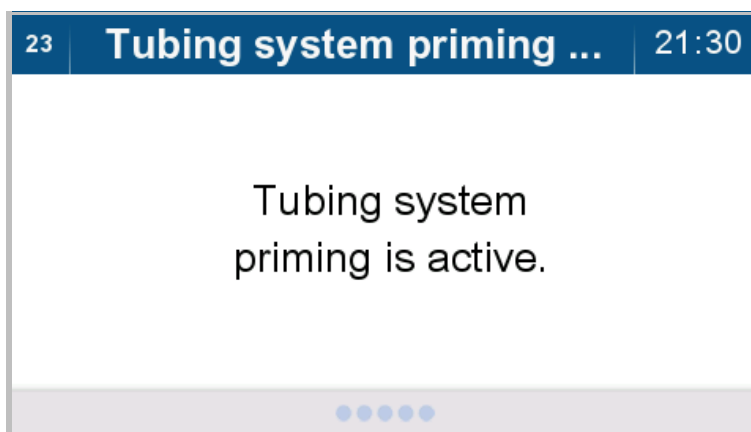 23 Tubing system priming ... 21:30
Tubing system
priming is active.